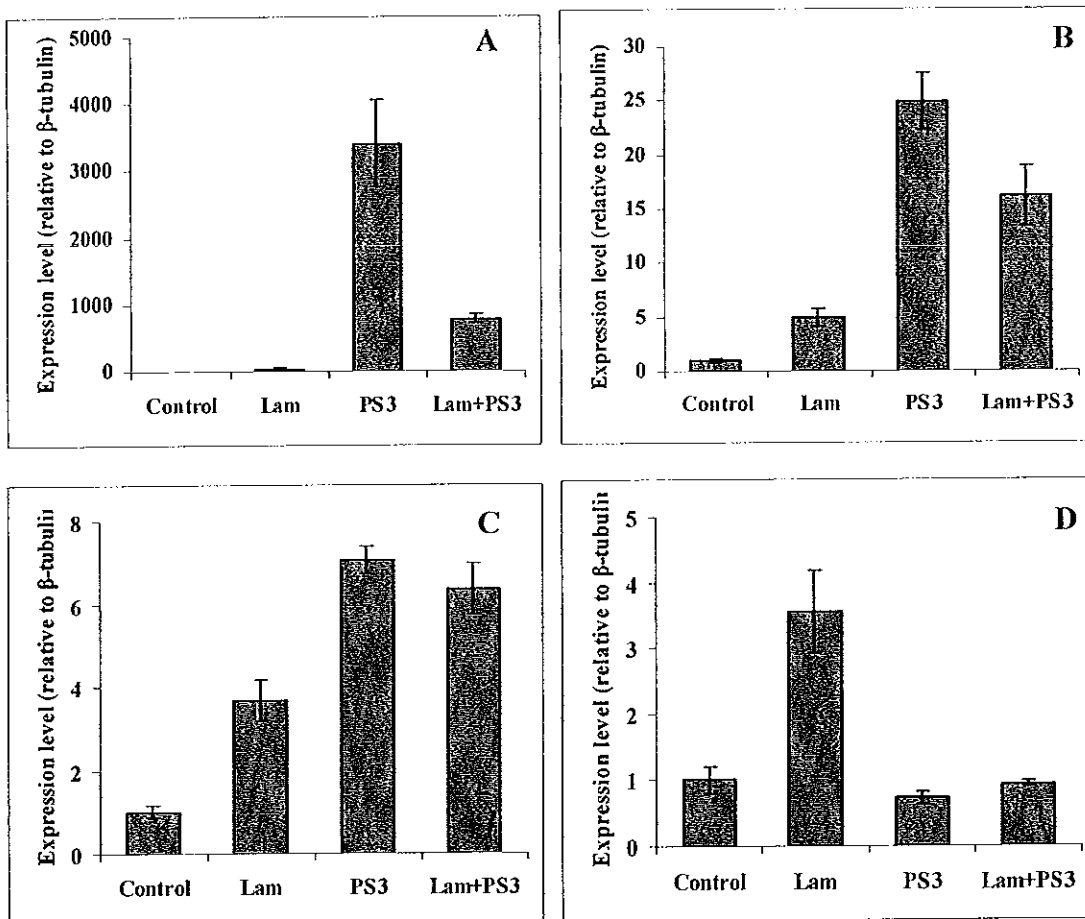 A
Expression level (relative to β-tubulin)
5000
4000
3000
2000
1000
0
Control Lam PS3 Lam+PS3
B
Expression level (relative to β-tubulin)
30
25
20
15
10
5
0
Control Lam PS3 Lam+PS3
C
Expression level (relative to β-tubulin
8
6
4
2
0
Control Lam PS3 Lam+PS3
D
Expression level (relative to β-tubulin
5
4
3
2
1
0
Control Lam PS3 Lam+PS3